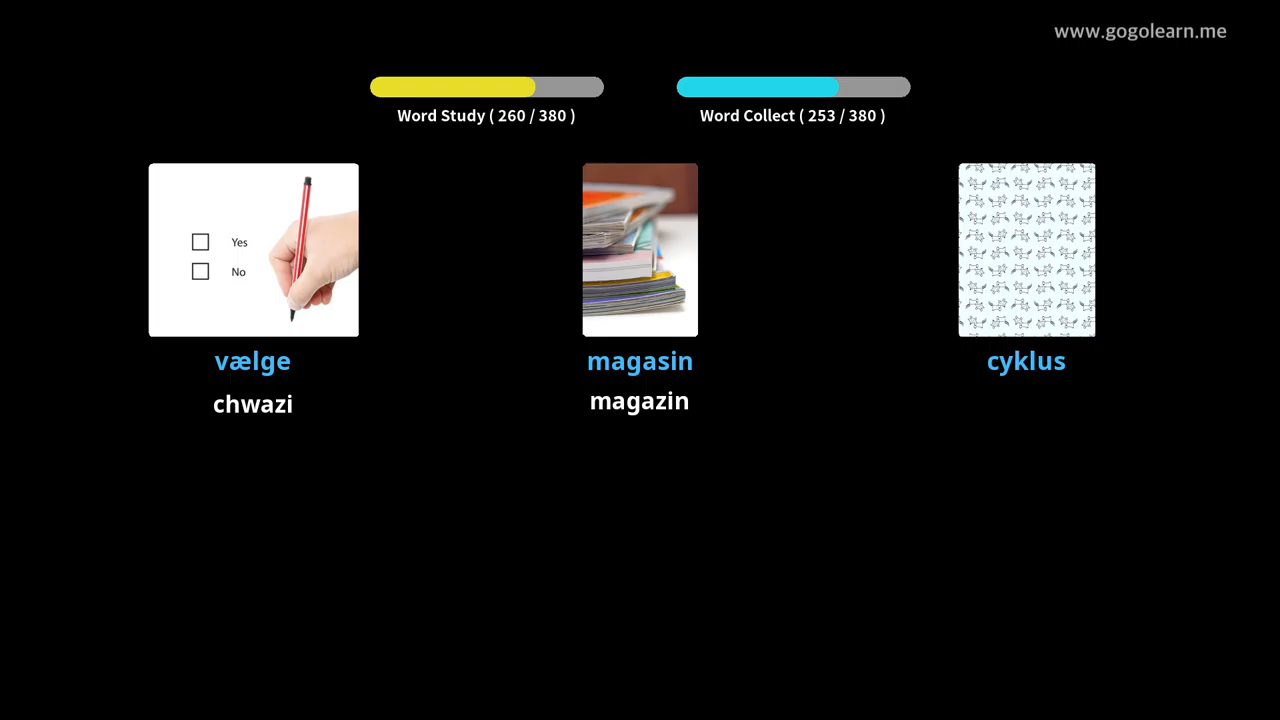 www.gogolearn.me
Word Study ( 260 / 380 )
Word Collect ( 253 / 380 )
Yes
No
vælge
magasin
cyklus
chwazi
magazin